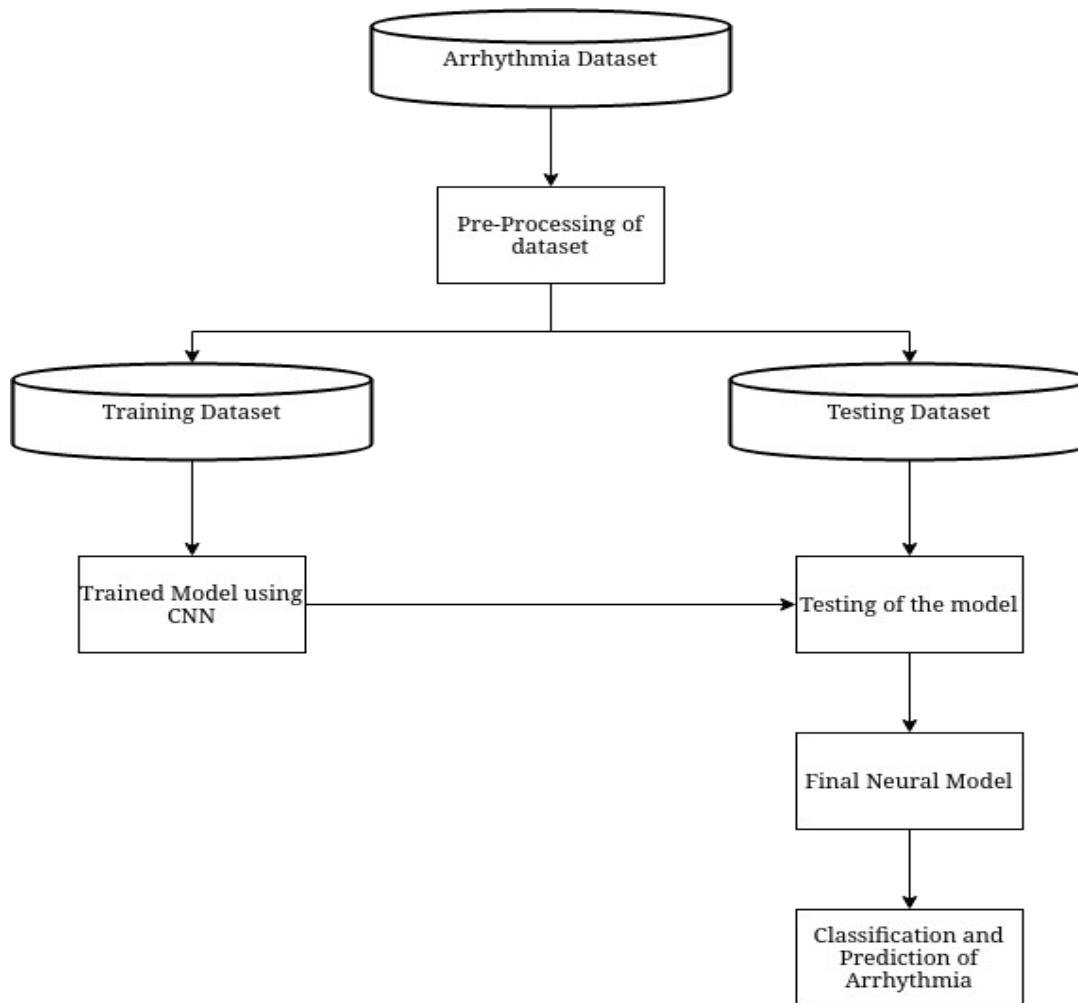 Arrhythmia Dataset
Pre-Processing of
dataset
Training Dataset
Testing Dataset
Trained Model using
CNN
Testing of the model
Final Neural Model
Classification and
Prediction of
Arrhythmia